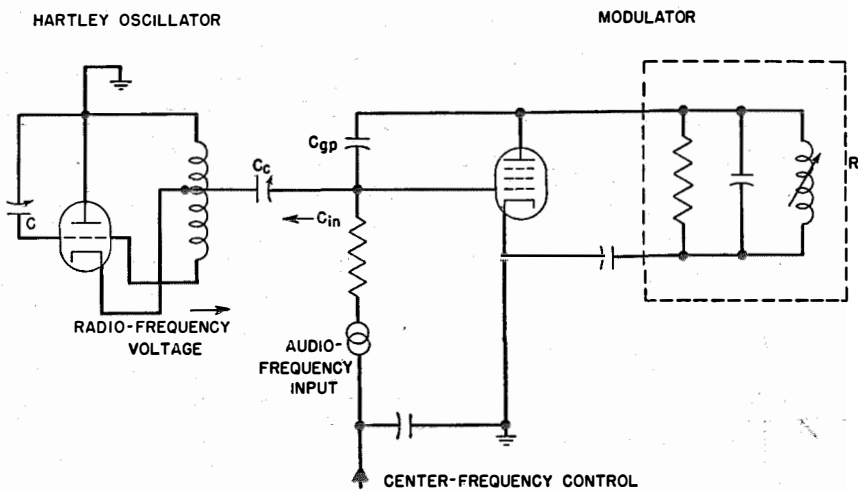 HARTLEY OSCILLATOR
MODULATOR
Cgp
Cc
R
C
Cin
RADIO-FREQUENCY
VOLTAGE
AUDIO-
FREQUENCY
INPUT
CENTER-FREQUENCY CONTROL